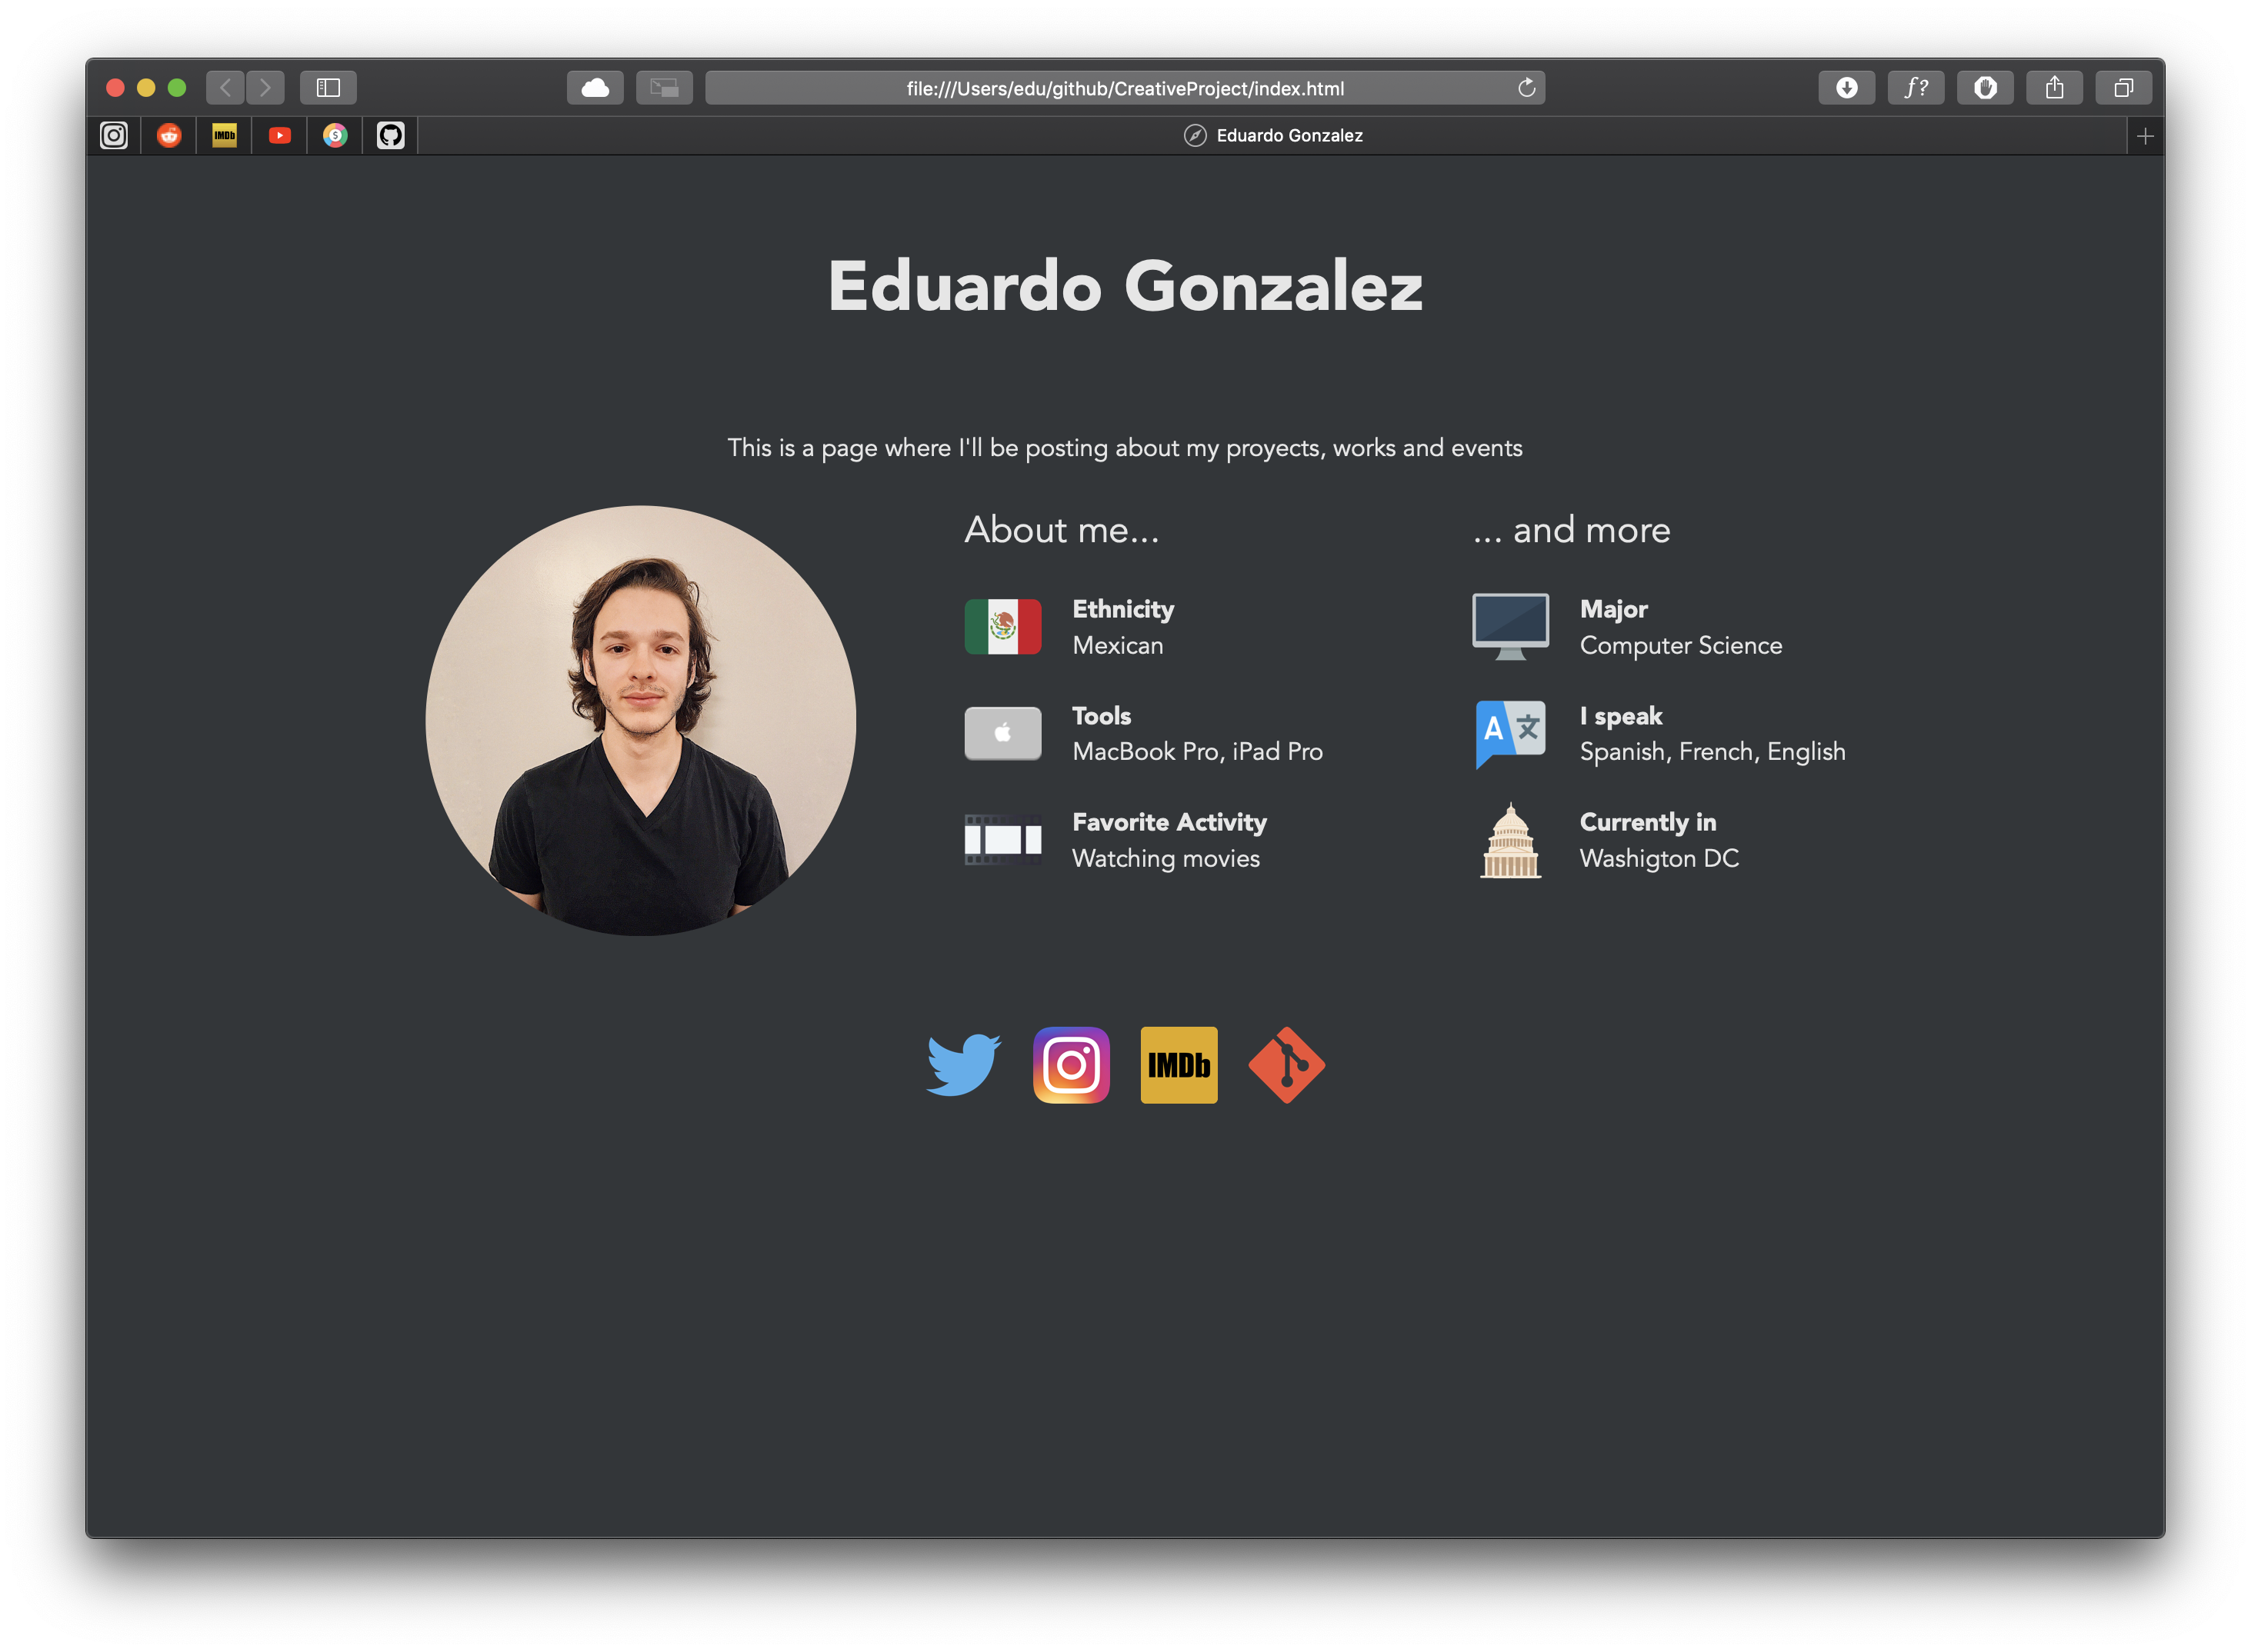 file:///Users/edu/github/CreativeProject/index.html
f?
IMDb
S
Eduardo Gonzalez
Eduardo Gonzalez
This is a page where I'll be posting about my proyects, works and events
About me...
Ethnicity
Mexican
Tools
MacBook Pro, iPad Pro
Favorite Activity
Watching movies
... and more
Major
Computer Science
A 文
I speak
Spanish, French, English
Currently in
Washigton DC
IMDb